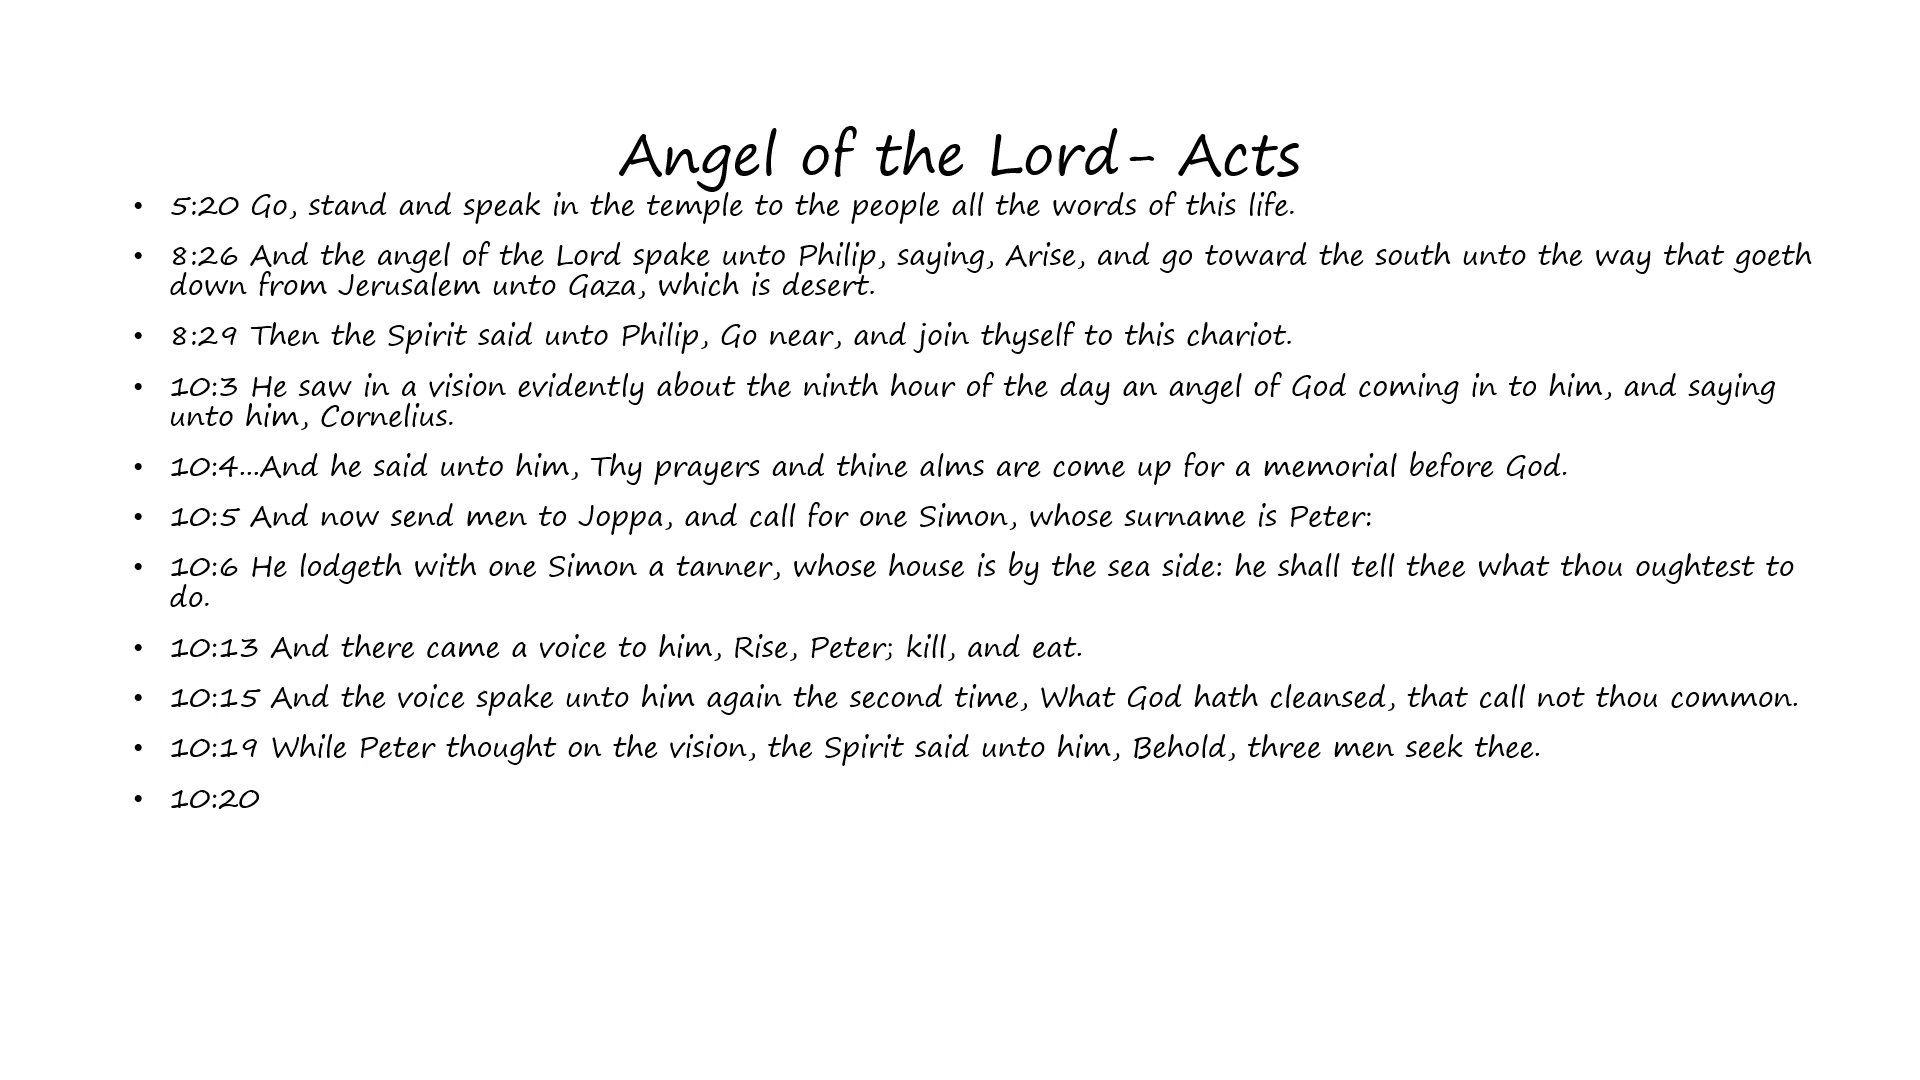 Angel of the Lord- Acts
• 5:20 Go, stand and speak in the temple to the people all the words of this life.
• 8:26 And the angel of the Lord spake unto Philip, saying, Arise, and go toward the south unto the way that goeth
down from Jerusalem unto Gaza, which is desert.
• 8:29 Then the Spirit said unto Philip, Go near, and join thyself to this chariot.
• 10:3 He saw in a vision evidently about the ninth hour of the day an angel of God coming in to him, and saying
unto him, Cornelius.
• 10:4...And he said unto him, Thy prayers and thine alms are come up for a memorial before God.
• 10:5 And now send men to Joppa, and call for one Simon, whose surname is Peter:
• 10:6 He lodgeth with one Simon a tanner, whose house is by the sea side: he shall tell thee what thou oughtest to
do.
• 10:13 And there came a voice to him, Rise, Peter; kill, and eat.
• 10:15 And the voice spake unto him again the second time, What God hath cleansed, that call not thou common.
• 10:19 While Peter thought on the vision, the Spirit said unto him, Behold, three men seek thee.
• 10:20